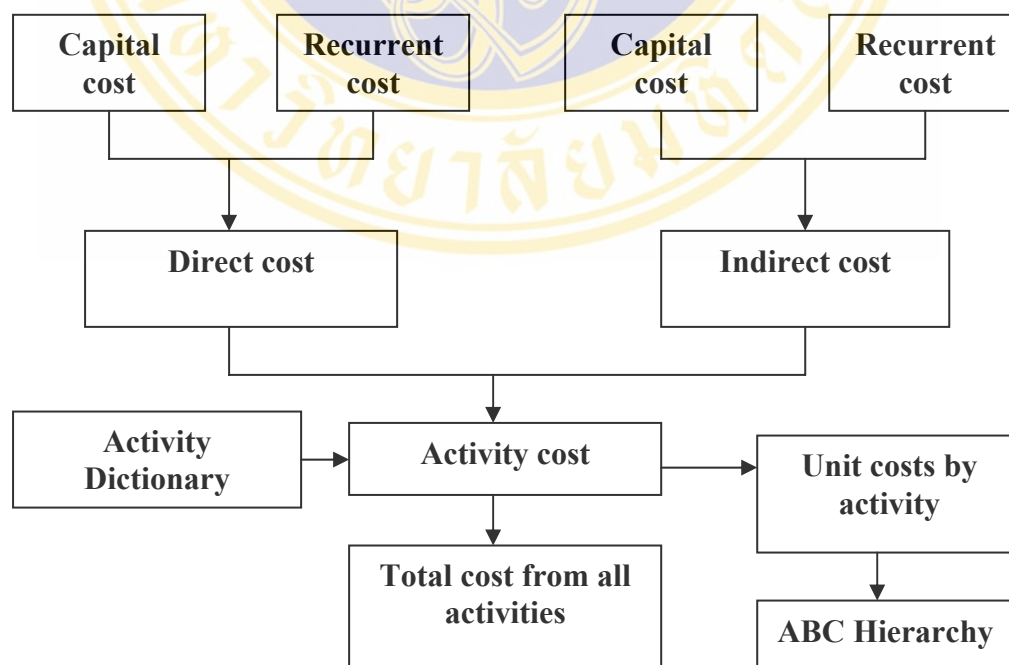 Capital
cost
Recurrent
cost
Capital
cost
Recurrent
cost
Direct cost
Indirect cost
Activity
Dictionary
Activity cost
Unit costs by
activity
Total cost from all
activities
ABC Hierarchy